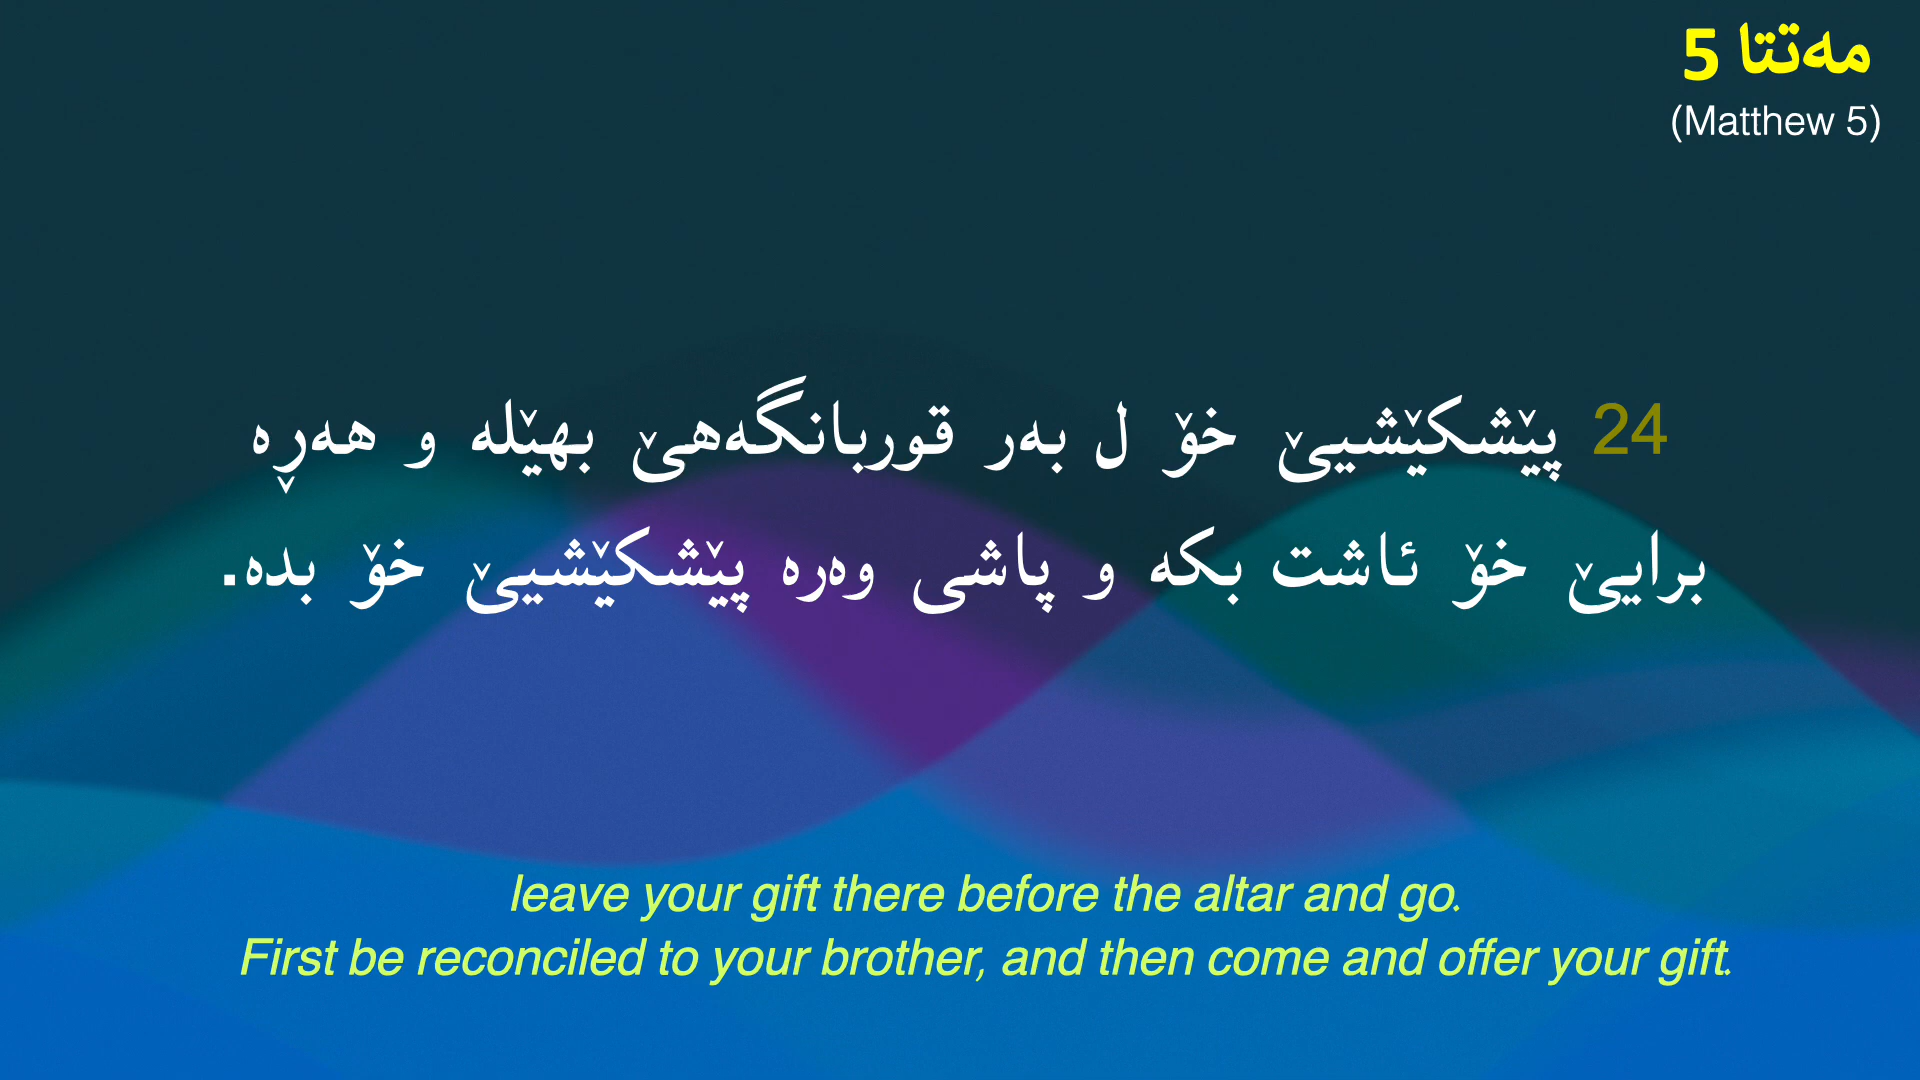 مەتتا 5
(Matthew 5)
24 پێشکێشیێ خۆ ل بەر قوربانگەهێ بهێلە و هەڕە
برایێ خۆ ئاشت بکە و پاشی وەرە پێشکێشیێ خۆ بدە.
leave your gift there before the altar and go.
First be reconciled to your brother, and then come and offer your gift.